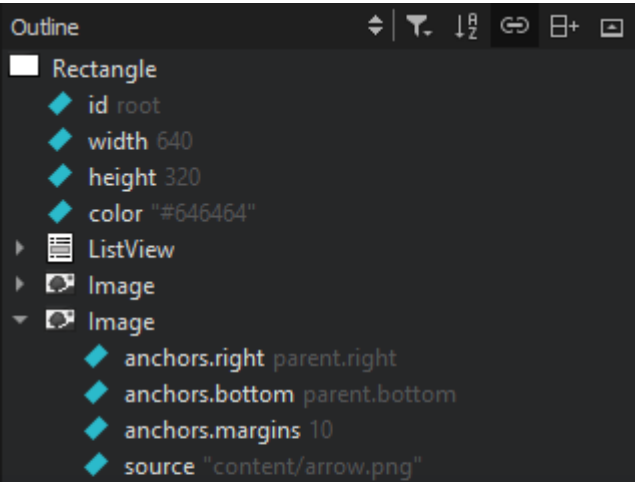 Outline
Rectangle
id root
width 640
height 320
color "#646464"
ListView
Image
Image
anchors.right parent.right
anchors.bottom parent.bottom
anchors.margins 10
source "content/arrow.png"